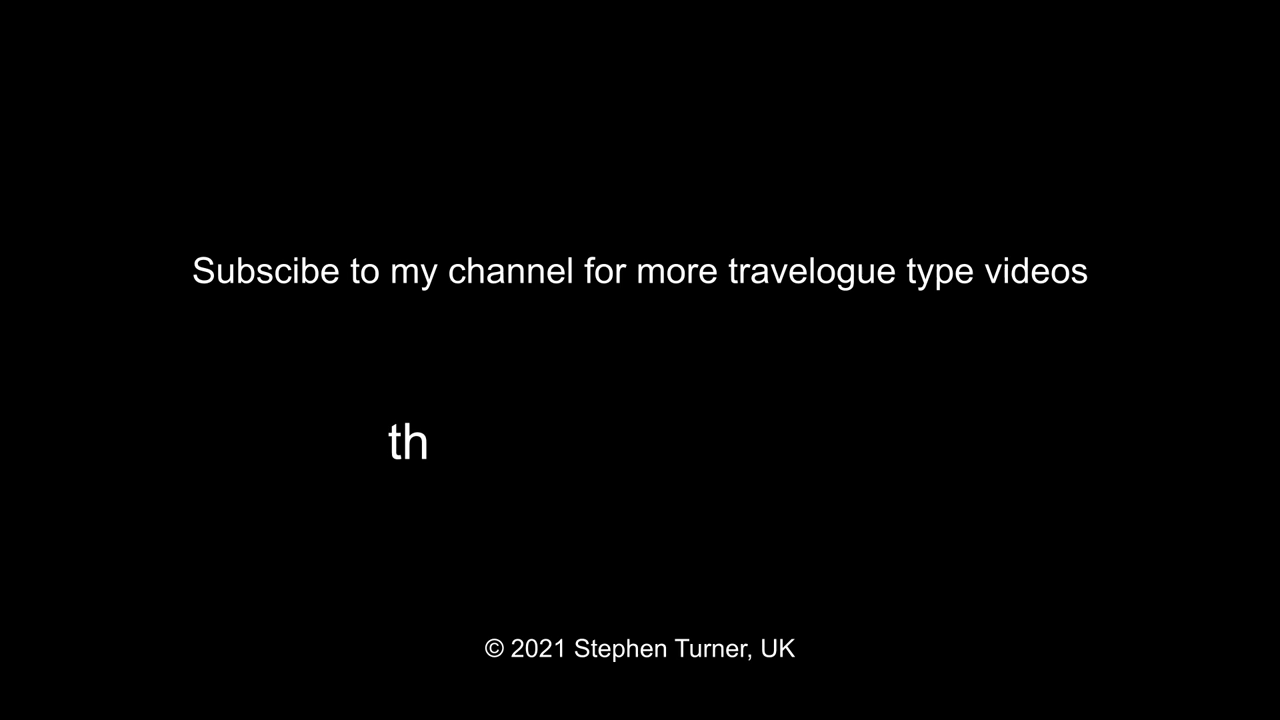 Subscibe to my channel for more travelogue type videos
th
© 2021 Stephen Turner, UK